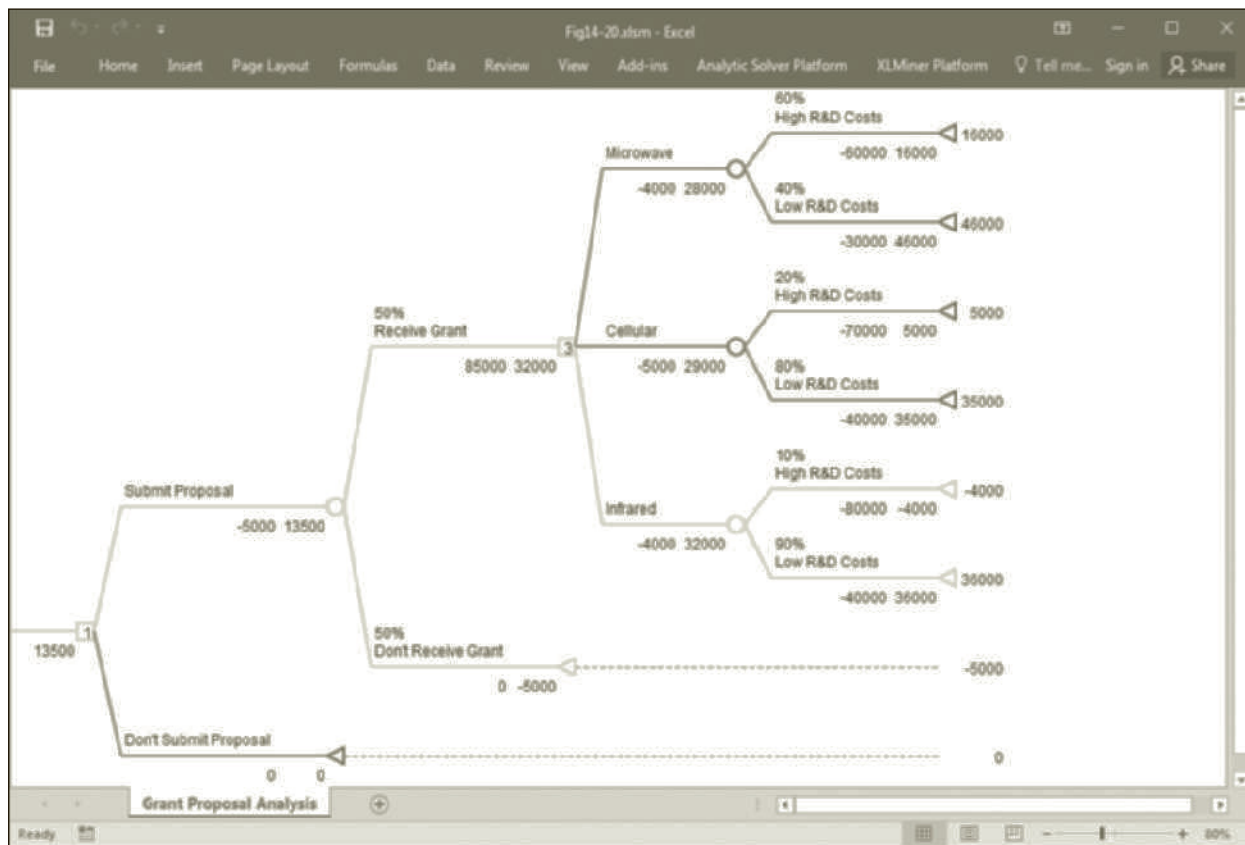 Fig14-20.xlsm - Excel
File Home Insert Page Layout Formulas Data Review View Add-ins Analytic Solver Platform XLMiner Platform Tell me... Sign in Share
60%
High R&D Costs
16000
-60000 16000
Microwave
-4000 28000
40%
Low R&D Costs
46000
-30000 46000
20%
High R&D Costs
5000
-70000 5000
50%
Receive Grant
85000 32000
3
Cellular
-5000 29000
80%
Low R&D Costs
35000
-40000 35000
10%
High R&D Costs
-4000
-80000 -4000
Submit Proposal
-5000 13500
Infrared
-4000 32000
90%
Low R&D Costs
36000
-40000 36000
1
13500
50%
Don't Receive Grant
0 -5000
-5000
Don't Submit Proposal
0 0
0
Grant Proposal Analysis
Ready
80%